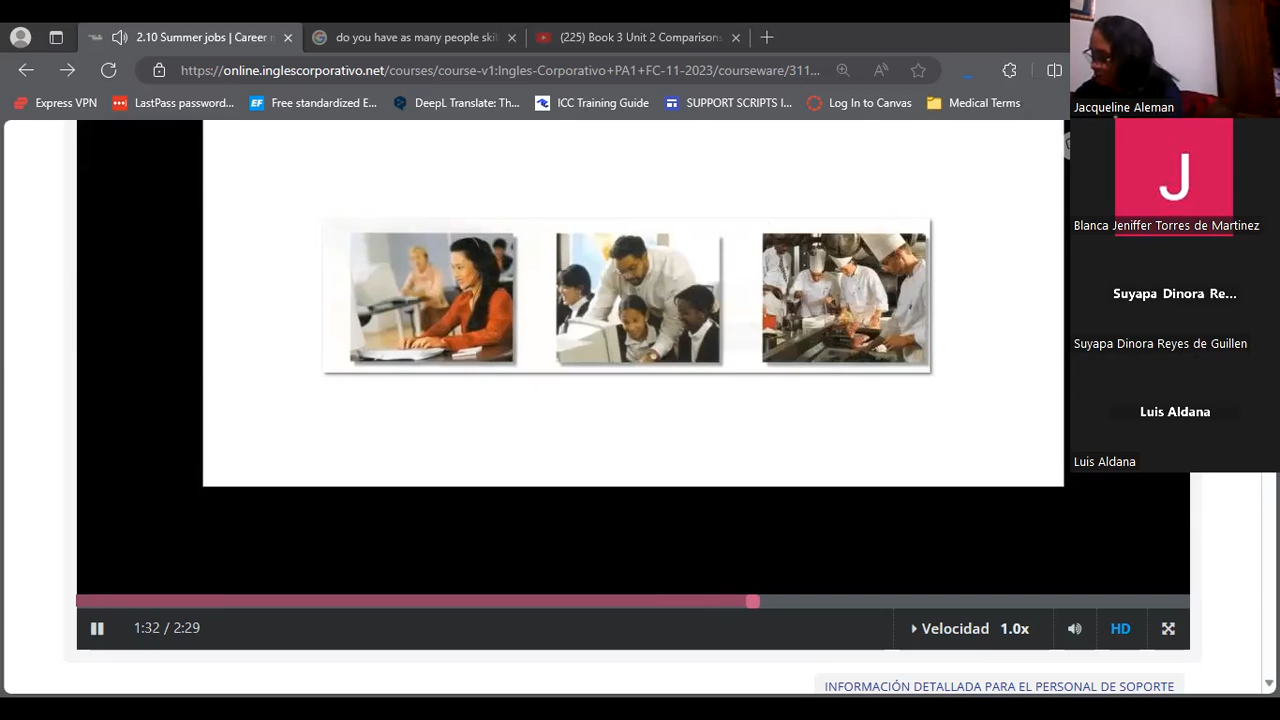 2.10 Summer jobs | Career n
do you have as many people skil
(225) Book 3 Unit 2 Comparisons
https://online.inglescorporativo.net/courses/course-v1:Ingles-Corporativo+PA1+FC-11-2023/courseware/311...
Express VPN
LastPass password...
EF Free standardized E...
DeepL Translate: Th...
ICC Training Guide
SUPPORT SCRIPTS I...
Log In to Canvas
Medical Terms
Jacqueline Aleman
J
Blanca Jeniffer Torres de Martinez
Suyapa Dinora Re...
Suyapa Dinora Reyes de Guillen
Luis Aldana
Luis Aldana
1:32 / 2:29
Velocidad 1.0x
HD
INFORMACIÓN DETALLADA PARA EL PERSONAL DE SOPORTE